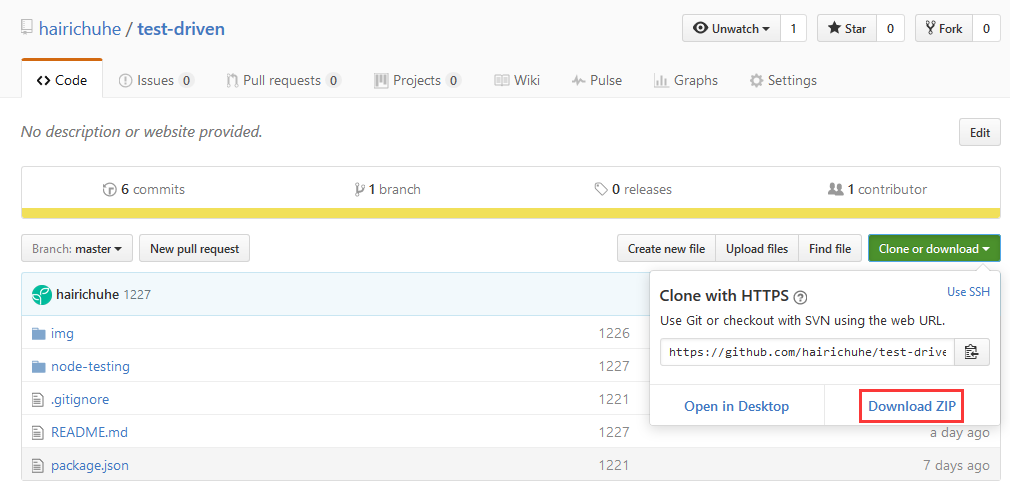 hairichuhe / test-driven
Unwatch 1 Star 0 Fork 0
Code Issues 0 Pull requests 0 Projects 0 Wiki Pulse Graphs Settings
No description or website provided. Edit
6 commits 1 branch 0 releases 1 contributor
Branch: master New pull request Create new file Upload files Find file Clone or download
hairichuhe 1227
img 1226
node-testing 1227
.gitignore 1221
README.md 1227 a day ago
package.json 1221 7 days ago
Clone with HTTPS ? Use SSH
Use Git or checkout with SVN using the web URL.
https://github.com/hairichuhe/test-drive
Open in Desktop Download ZIP